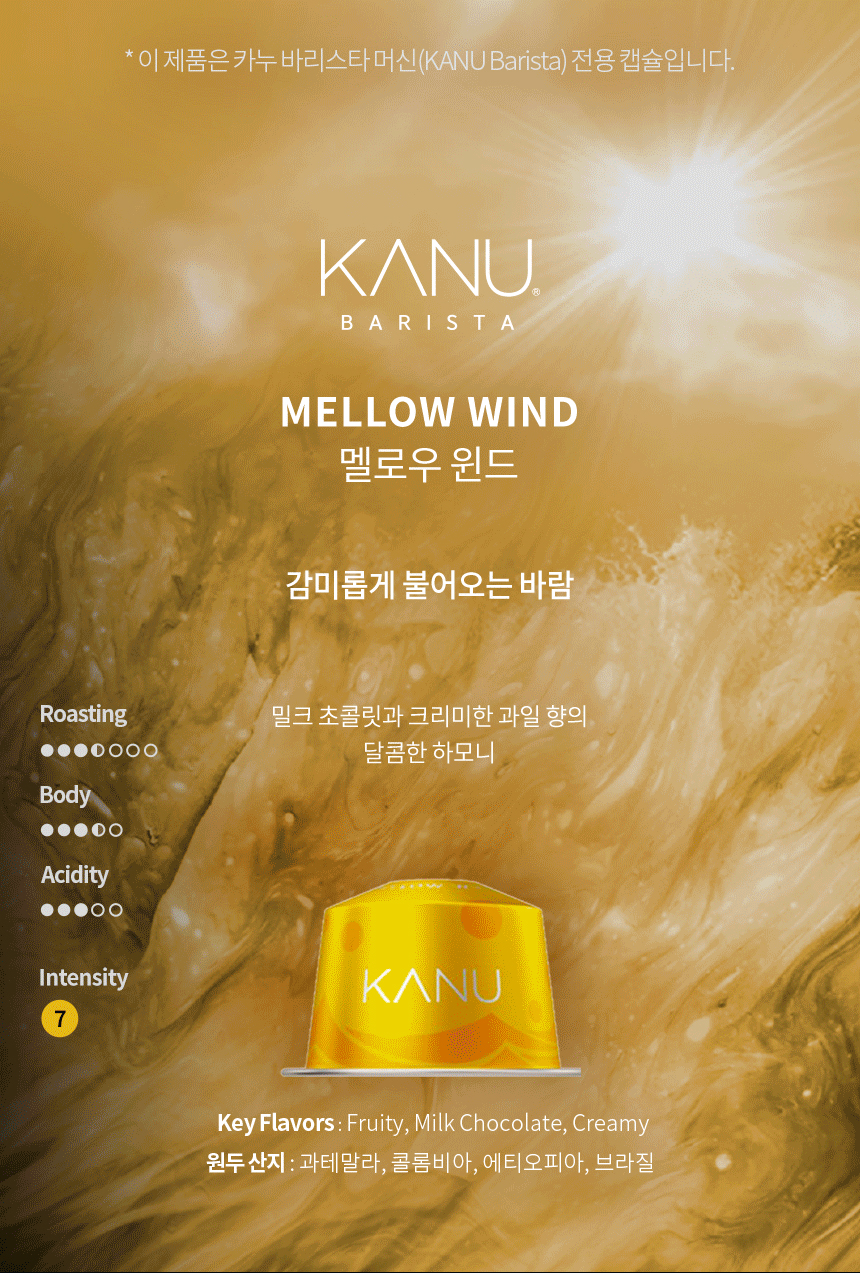 * 이 제품은 카누 바리스타 머신(KANU Barista) 전용 캡슐입니다.
KANU®
BARISTA
MELLOW WIND
멜로우 윈드
감미롭게 불어오는 바람
밀크 초콜릿과 크리미한 과일 향의
달콤한 하모니
Roasting
Body
Acidity
Intensity
7
KANU
Key Flavors : Fruity, Milk Chocolate, Creamy
원두 산지 : 과테말라, 콜롬비아, 에티오피아, 브라질